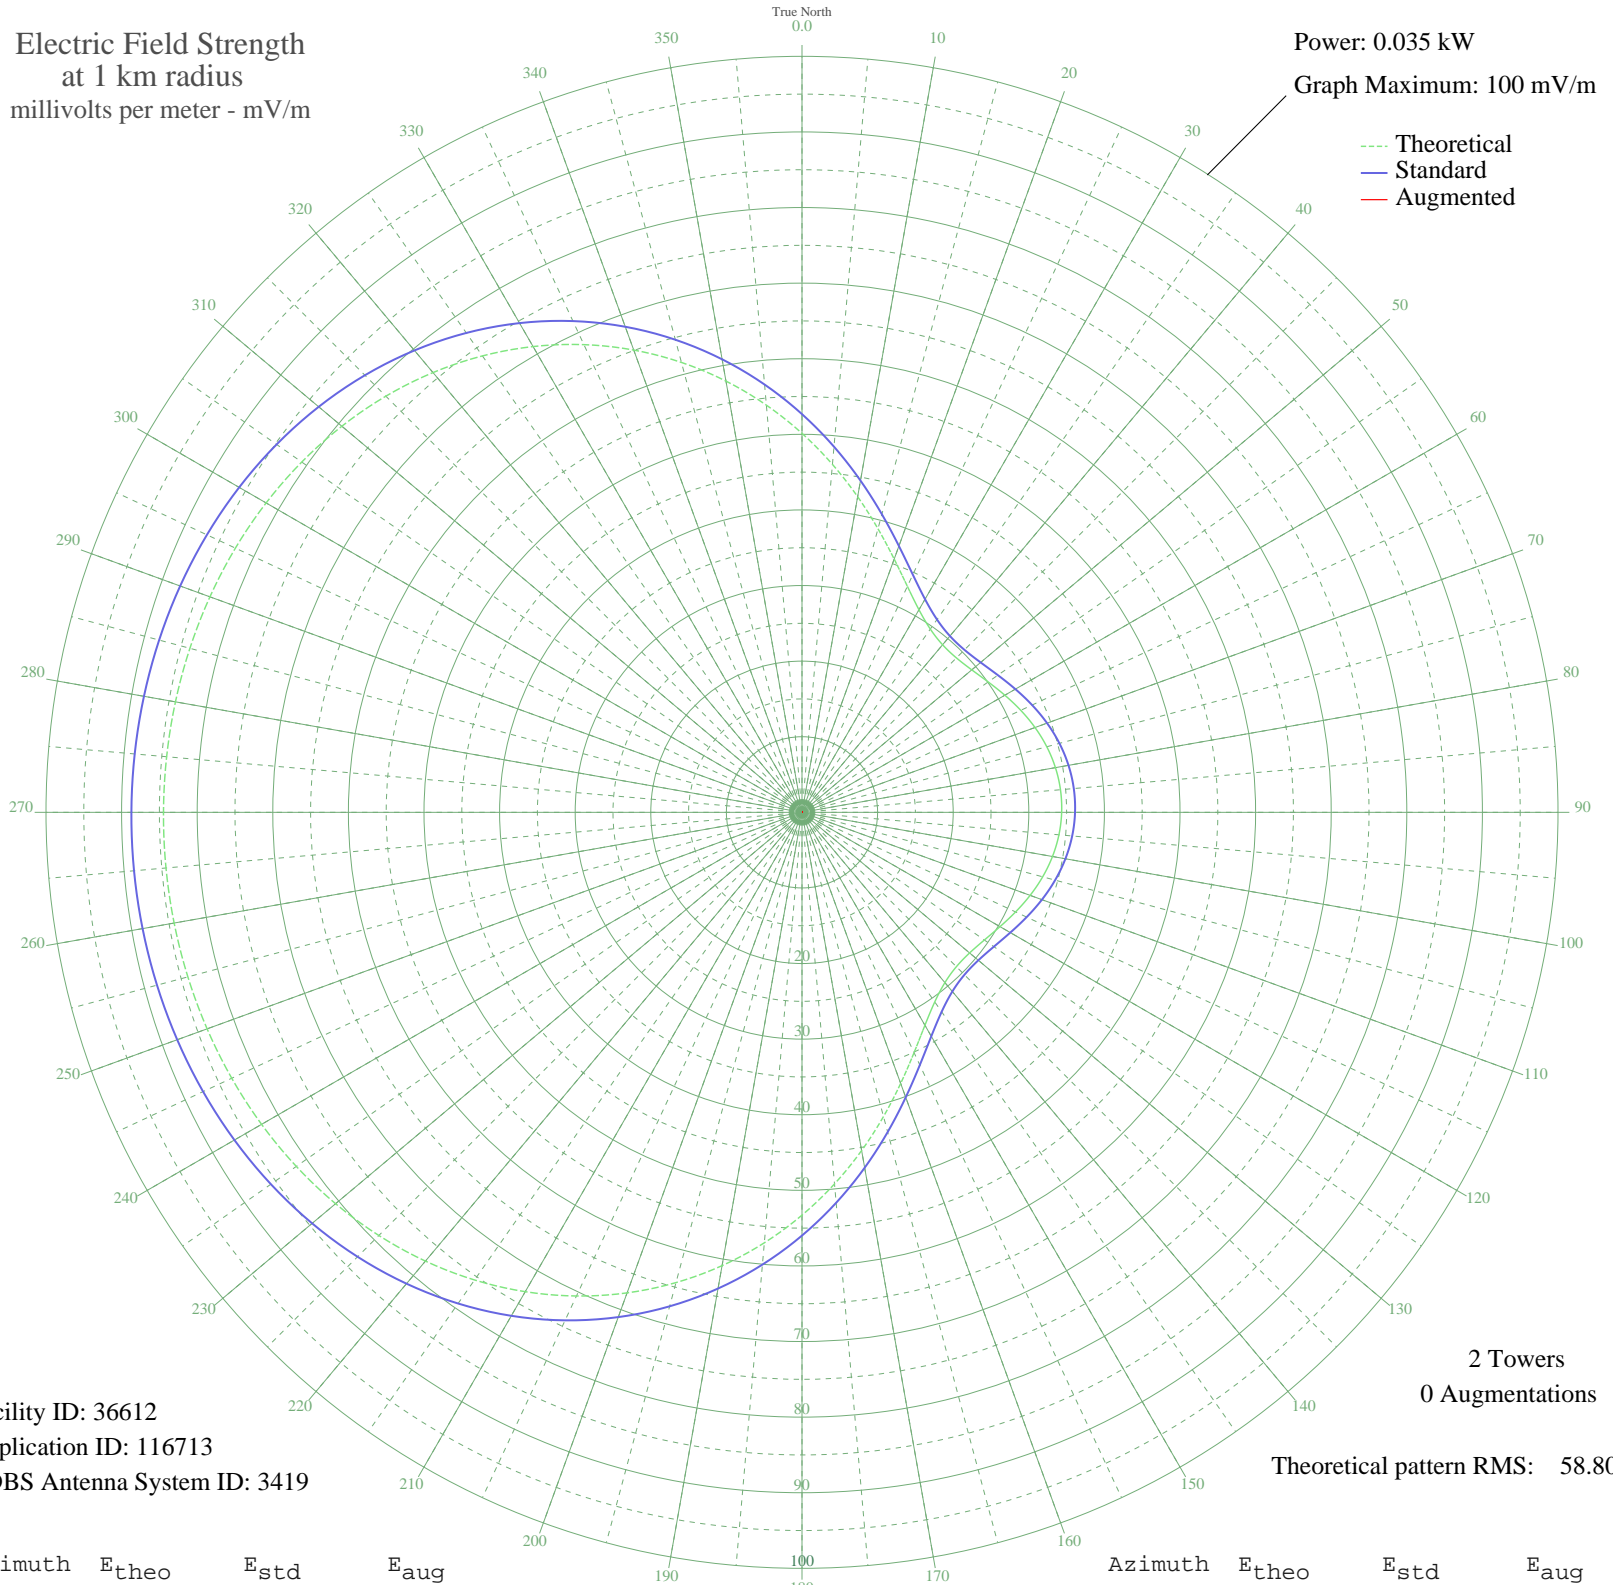 True North
0.0
Electric Field Strength
at 1 km radius
millivolts per meter - mV/m
Power: 0.035 kW
Graph Maximum: 100 mV/m
Theoretical
Standard
Augmented
10
20
30
40
50
60
70
80
90
100
110
120
130
140
150
160
170
190
200
210
220
230
240
250
260
270
280
290
300
310
320
330
340
350
20
30
40
50
60
70
80
90
100
2 Towers
0 Augmentations
Theoretical pattern RMS: 58.80
cility ID: 36612
plication ID: 116713
DBS Antenna System ID: 3419
imuth Etheo Estd Eaug
Azimuth Etheo Estd Eaug